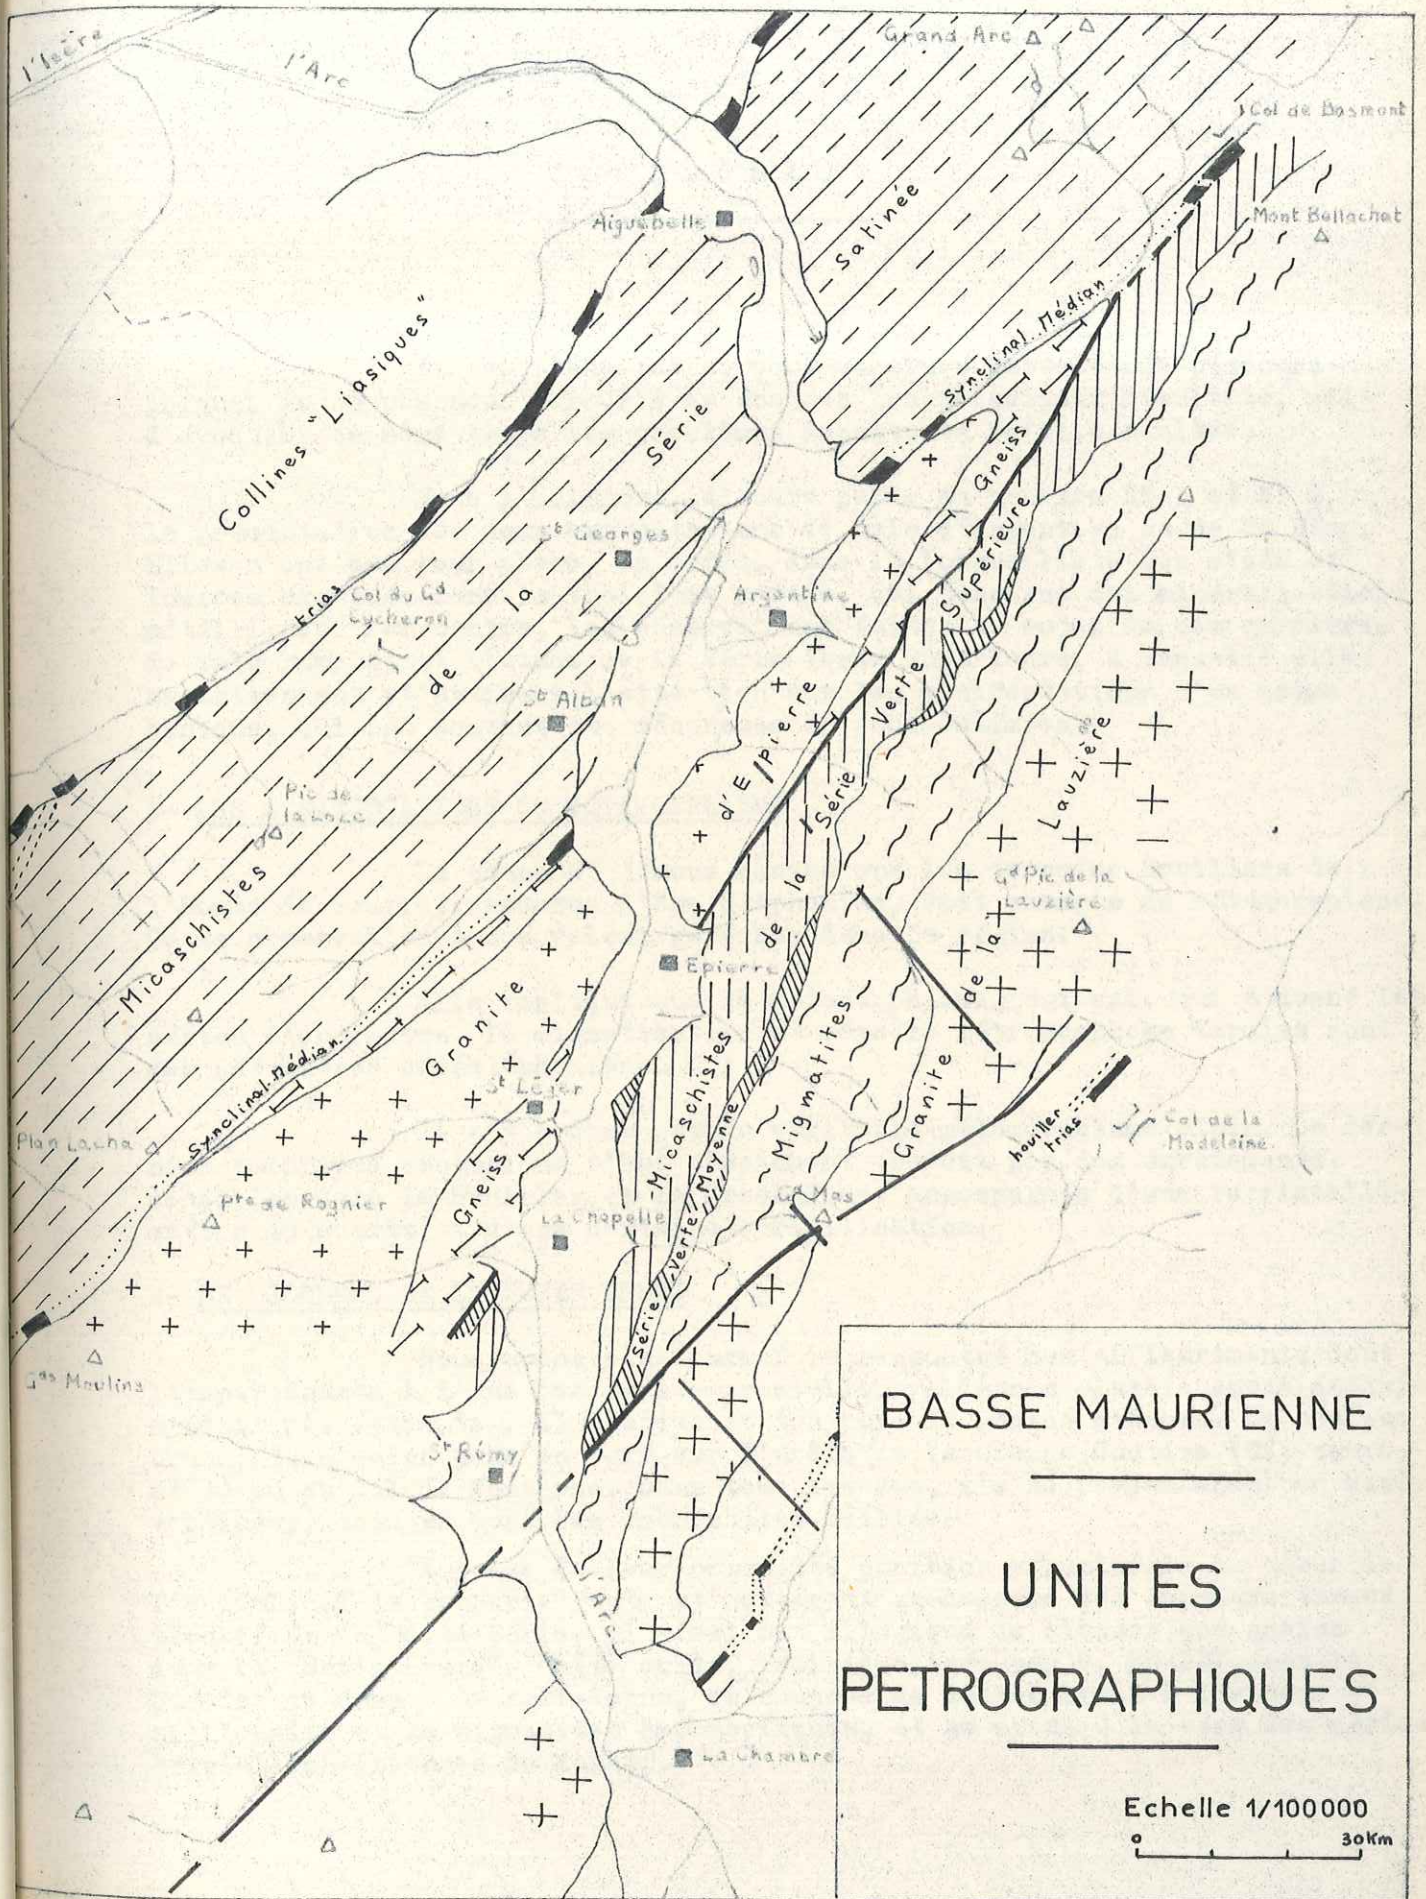 l'Isère
l'Arc
Grand Arc
Col de Basmont
Mont Bellachat
Aiguebelle
Satinée
Synclinal Médian
Collines "Liasiques"
Série
Gneiss
Supérieure
St Georges
Argentine
trias
Col du Gd
Cucheron
la
de
St Alban
Verte
d'Epierre
Lauzière
Série
Pic de
la Loze
Gd Pic de la
Lauzière
la
de
Micaschistes
Epierre
la
de
Granite
Migmatites
Micaschistes
Synclinal Médian
St Léger
Granite
houiller
trias
Col de la
Madeleine
Plan Lacha
Moyenne
Gd Mas
Pte de Rognier
Gneiss
La Chapelle
Verte
Série
Gds Moulins
St Rémy
l'Arc
La Chambre
BASSE MAURIENNE
UNITES
PETROGRAPHIQUES
Echelle 1/100000
0 30Km